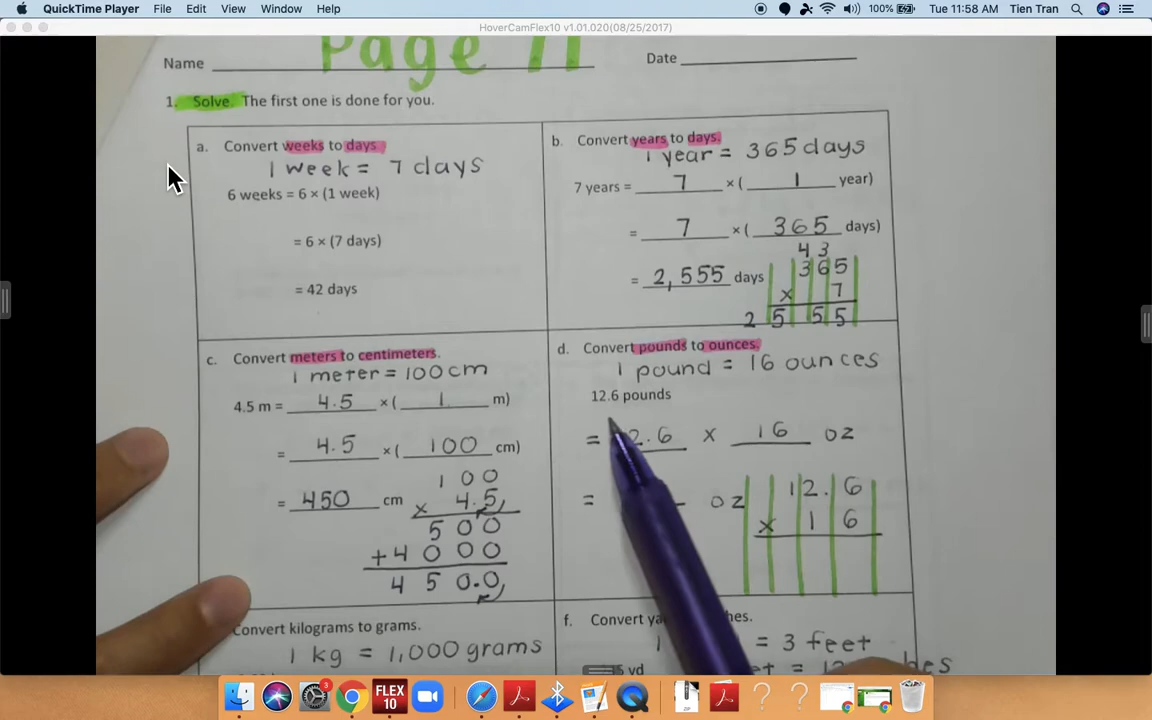 QuickTime Player File Edit View Window Help 100% Tue 11:58 AM Tien Tran
HoverCamFlex10 v1.01.020(08/25/2017)
Page 11
Name Date
1. Solve. The first one is done for you.
a. Convert weeks to days
1 week = 7 days
6 weeks = 6 × (1 week)
= 6 × (7 days)
= 42 days
b. Convert years to days.
1 year = 365 days
7 years = 7 ×( 1 year)
= 7 ×( 365 days)
= 2,555 days
4 3
365
× 7
2 5 5 5
c. Convert meters to centimeters.
1 meter = 100 cm
4.5 m = 4.5 ×( 1 m)
= 4.5 ×( 100 cm)
= 450 cm
1 0 0
× 4.5
5 0 0
+ 4 0 0 0
4 5 0.0
d. Convert pounds to ounces.
1 pound = 16 ounces
12.6 pounds
= 2.6 × 16 oz
= oz
12.6
× 1 6
Convert kilograms to grams.
1 kg = 1,000 grams
f. Convert
= 3 feet
yd
FLEX
10
3
ZIP